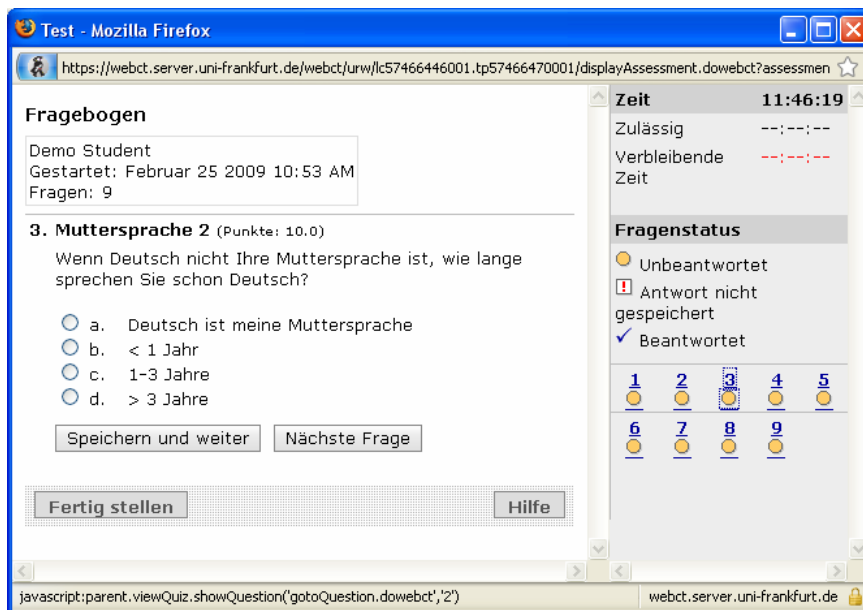 Test - Mozilla Firefox
https://webct.server.uni-frankfurt.de/webct/urw/lc57466446001.tp57466470001/displayAssessment.dowebct?assessmen
Fragebogen
Demo Student
Gestartet: Februar 25 2009 10:53 AM
Fragen: 9
3. Muttersprache 2 (Punkte: 10.0)
Wenn Deutsch nicht Ihre Muttersprache ist, wie lange
sprechen Sie schon Deutsch?
a. Deutsch ist meine Muttersprache
b. < 1 Jahr
c. 1-3 Jahre
d. > 3 Jahre
Speichern und weiter Nächste Frage
Fertig stellen Hilfe
Zeit 11:46:19
Zulässig --:--:--
Verbleibende --:--:--
Zeit
Fragenstatus
Unbeantwortet
Antwort nicht
gespeichert
Beantwortet
1 2 3 4 5
6 7 8 9
javascript:parent.viewQuiz.showQuestion('gotoQuestion.dowebct','2') webct.server.uni-frankfurt.de